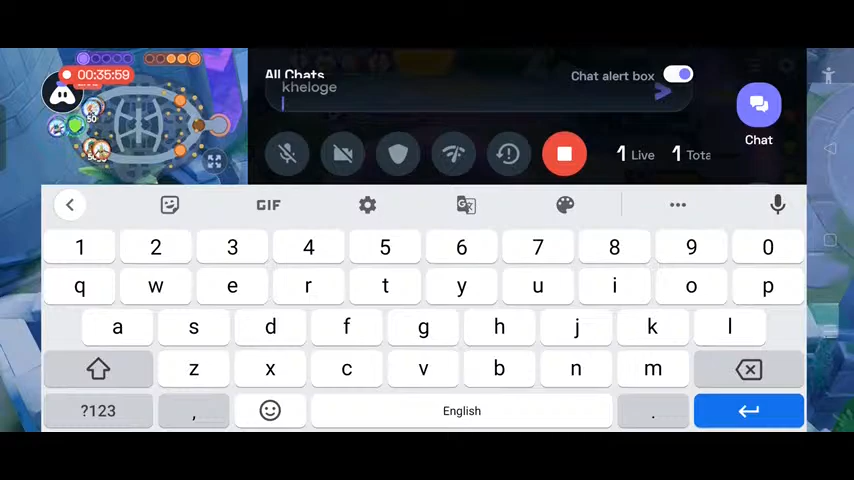 00:35:59
50
All Chats
Chat alert box
kheloge
Chat
1 Live
1 Tota
GIF
1 2 3 4 5 6 7 8 9 0
q w e r t y u i o p
a s d f g h j k l
z x c v b n m
?123 , English .